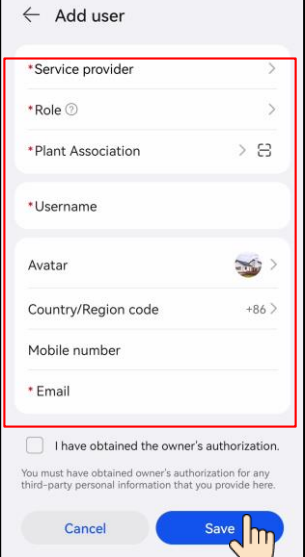 ← Add user
*Service provider >
*Role ? >
*Plant Association >
*Username
Avatar >
Country/Region code +86 >
Mobile number
* Email
I have obtained the owner's authorization.
You must have obtained owner's authorization for any
third-party personal information that you provide here.
Cancel Save